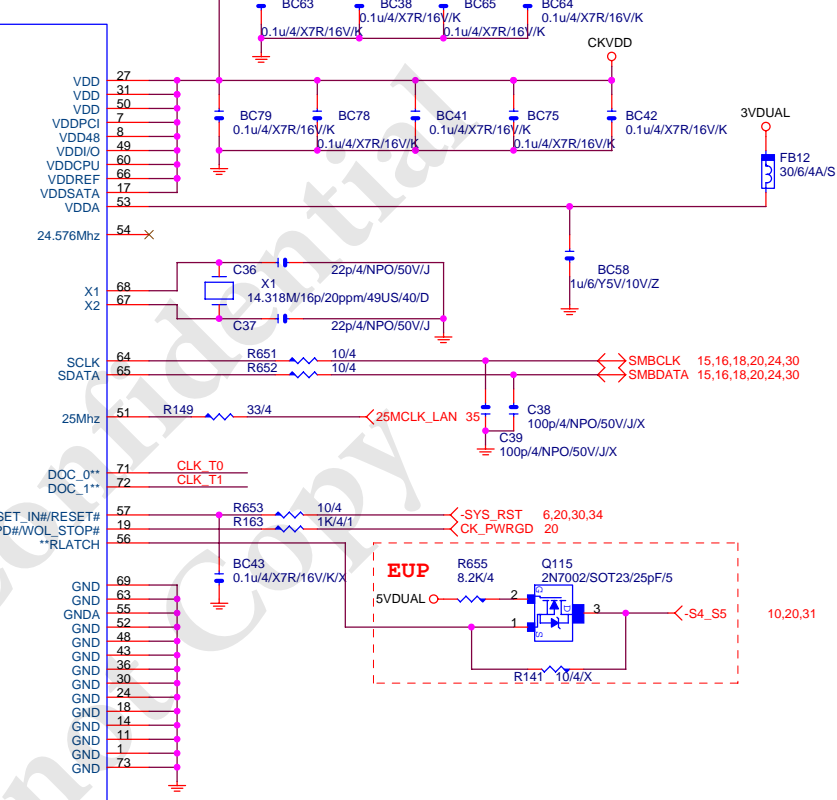 BC63 BC38 BC65 BC64
0.1u/4/X7R/16V/K 0.1u/4/X7R/16V/K 0.1u/4/X7R/16V/K 0.1u/4/X7R/16V/K
CKVDD
VDD 27
VDD 31
VDD 50
VDDPCI 7
VDD48 8
VDDI/O 49
VDDCPU 60
VDDREF 66
VDDSATA 17
VDDA 53
BC79 BC78 BC41 BC75 BC42
0.1u/4/X7R/16V/K 0.1u/4/X7R/16V/K 0.1u/4/X7R/16V/K 0.1u/4/X7R/16V/K 0.1u/4/X7R/16V/K
3VDUAL
FB12
30/6/4A/S
24.576Mhz 54
BC58
1u/6/Y5V/10V/Z
C36 22p/4/NPO/50V/J
X1
14.318M/16p/20ppm/49US/40/D
X1 68
X2 67
C37 22p/4/NPO/50V/J
SCLK 64 R651 10/4 SMBCLK 15,16,18,20,24,30
SDATA 65 R652 10/4 SMBDATA 15,16,18,20,24,30
25Mhz 51 R149 33/4 25MCLK_LAN 35
C38
100p/4/NPO/50V/J/X
C39
100p/4/NPO/50V/J/X
DOC_0** 71 CLK_T0
DOC_1** 72 CLK_T1
SET_IN#/RESET# 57 R653 10/4 -SYS_RST 6,20,30,34
PD#/WOL_STOP# 19 R163 1K/4/1 CK_PWRGD 20
**RLATCH 56
BC43
0.1u/4/X7R/16V/K/X
EUP
R655
8.2K/4
Q115
2N7002/SOT23/25pF/5
5VDUAL 2 G D S 1 3 -S4_S5 10,20,31
R141 10/4/X
GND 69
GND 63
GNDA 55
GND 52
GND 48
GND 43
GND 36
GND 30
GND 24
GND 18
GND 14
GND 11
GND 1
GND 73
Confidential
not Copy